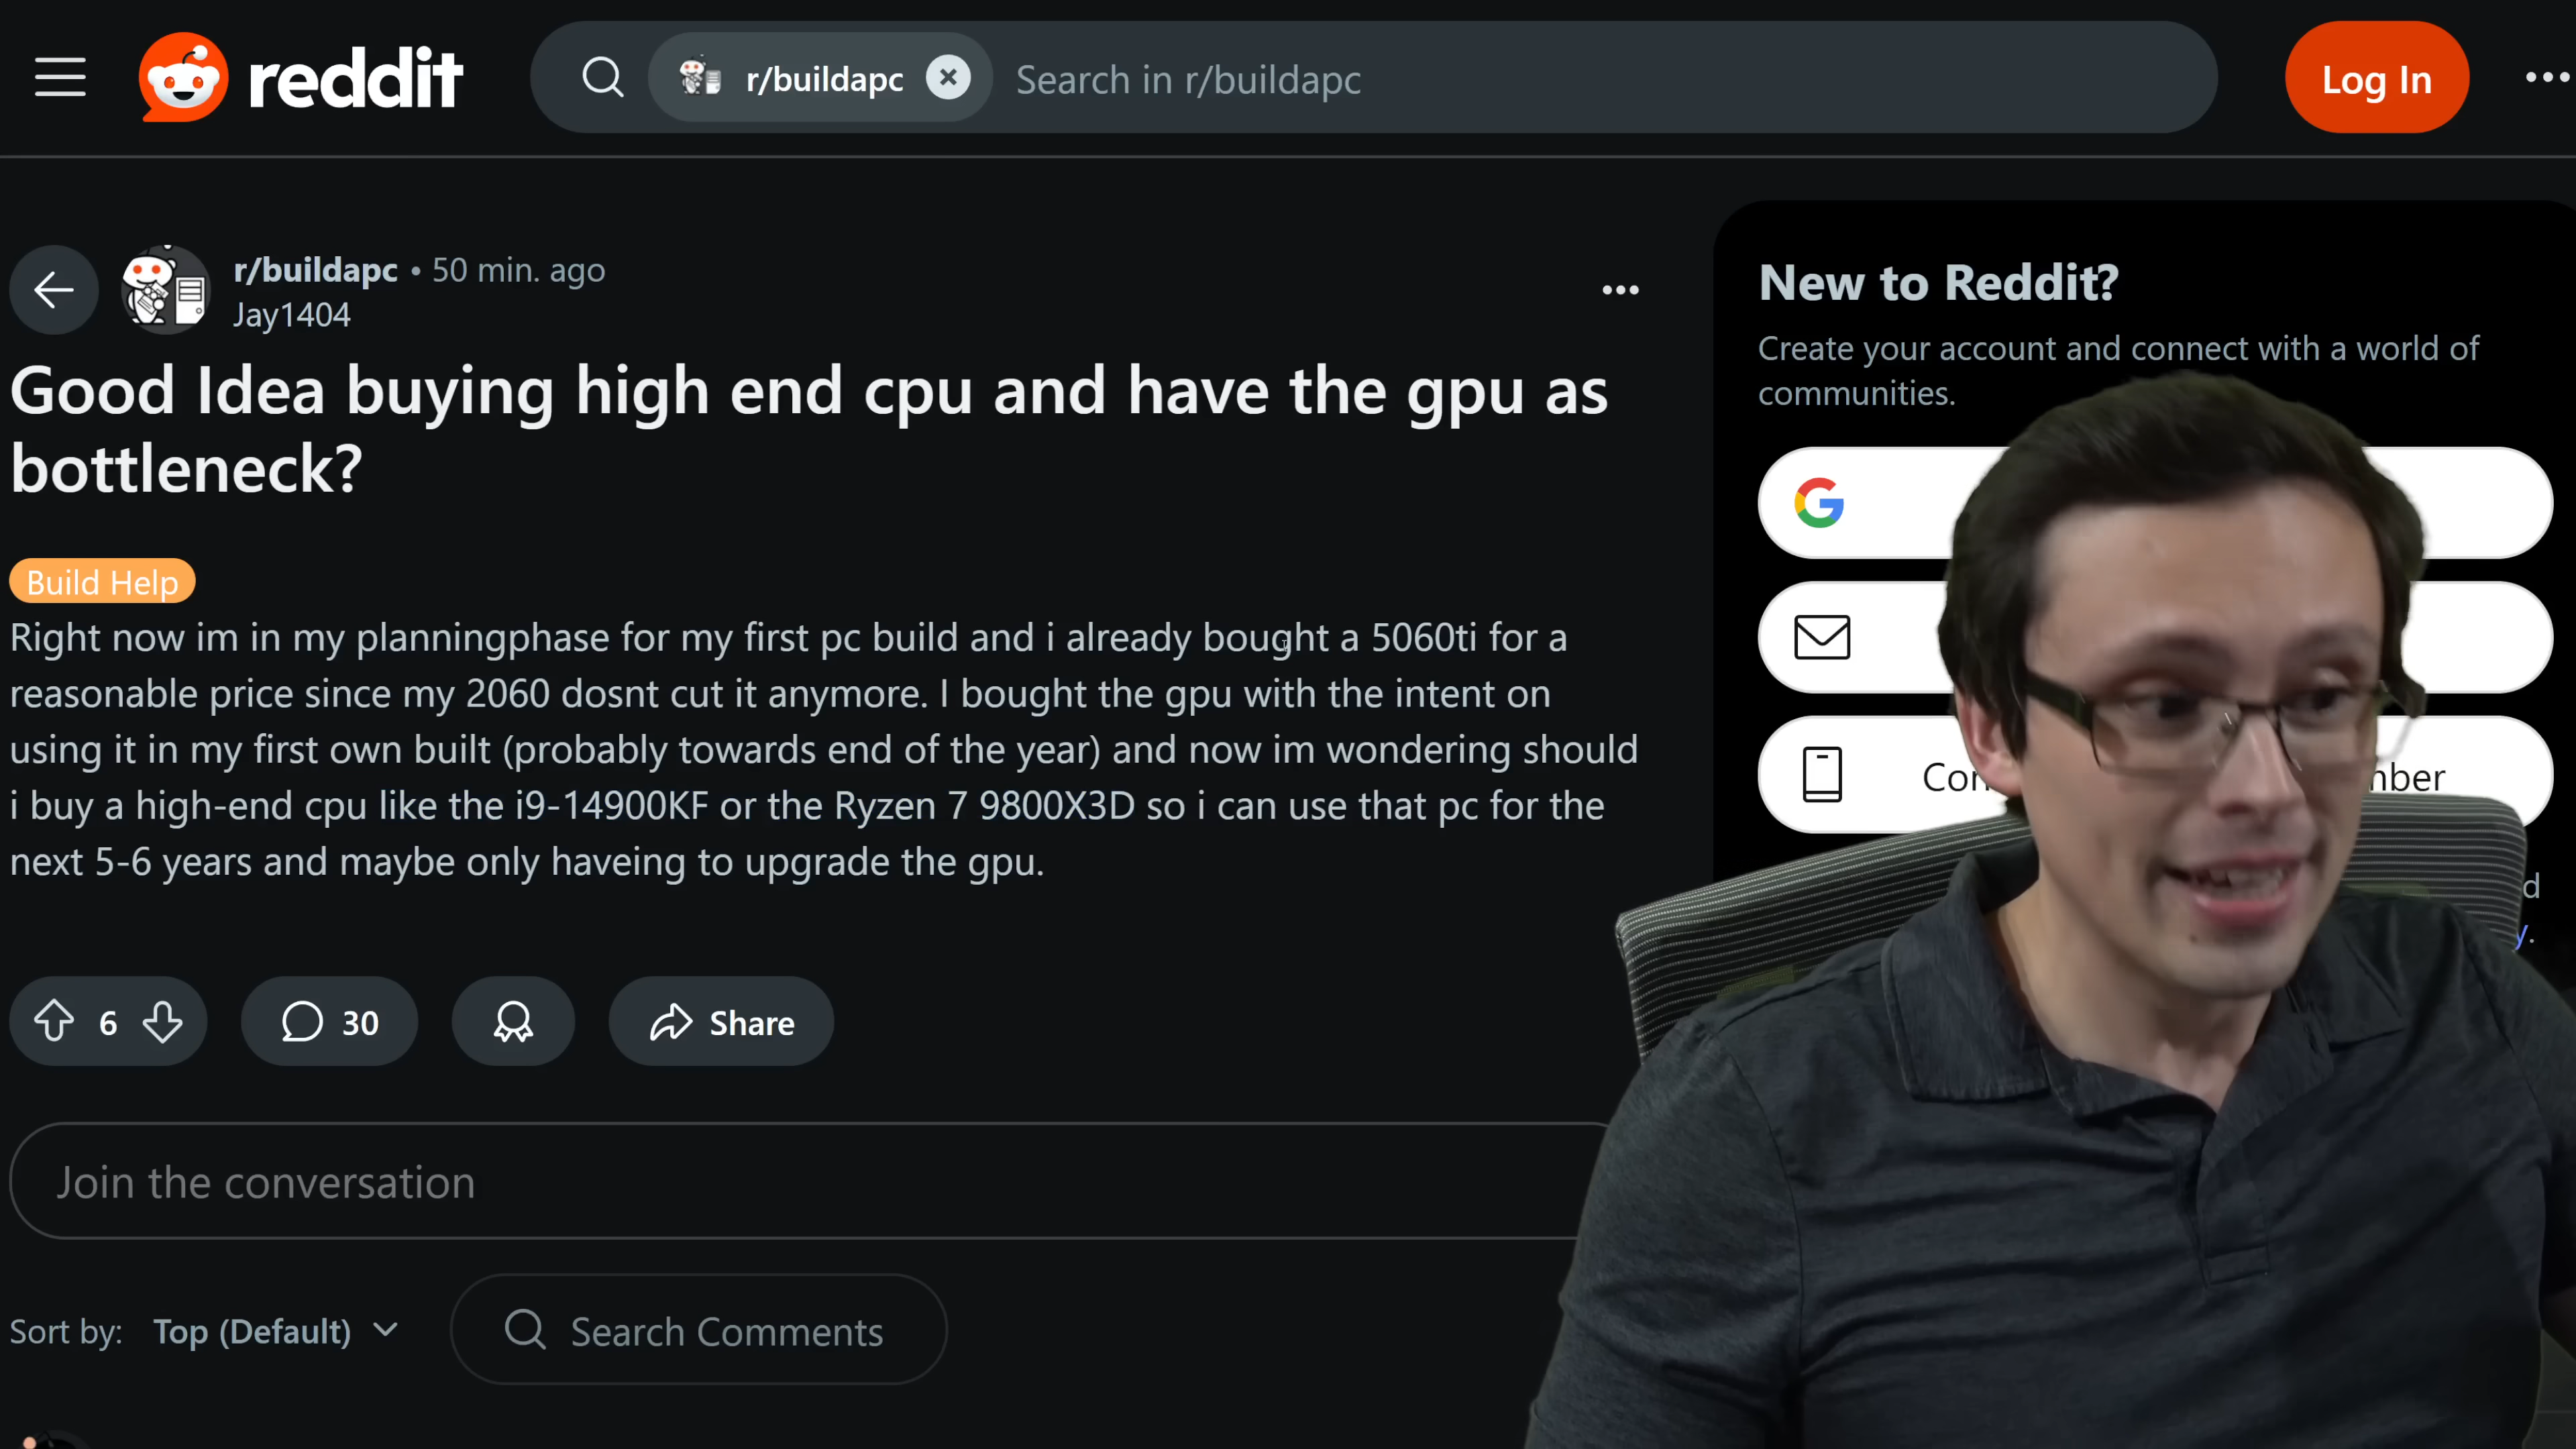 reddit
r/buildapc
Search in r/buildapc
Log In
r/buildapc • 50 min. ago
Jay1404
Good Idea buying high end cpu and have the gpu as
bottleneck?
Build Help
Right now im in my planningphase for my first pc build and i already bought a 5060ti for a
reasonable price since my 2060 dosnt cut it anymore. I bought the gpu with the intent on
using it in my first own built (probably towards end of the year) and now im wondering should
i buy a high-end cpu like the i9-14900KF or the Ryzen 7 9800X3D so i can use that pc for the
next 5-6 years and maybe only haveing to upgrade the gpu.
6
30
Share
Join the conversation
Sort by: Top (Default)
Search Comments
New to Reddit?
Create your account and connect with a world of
communities.